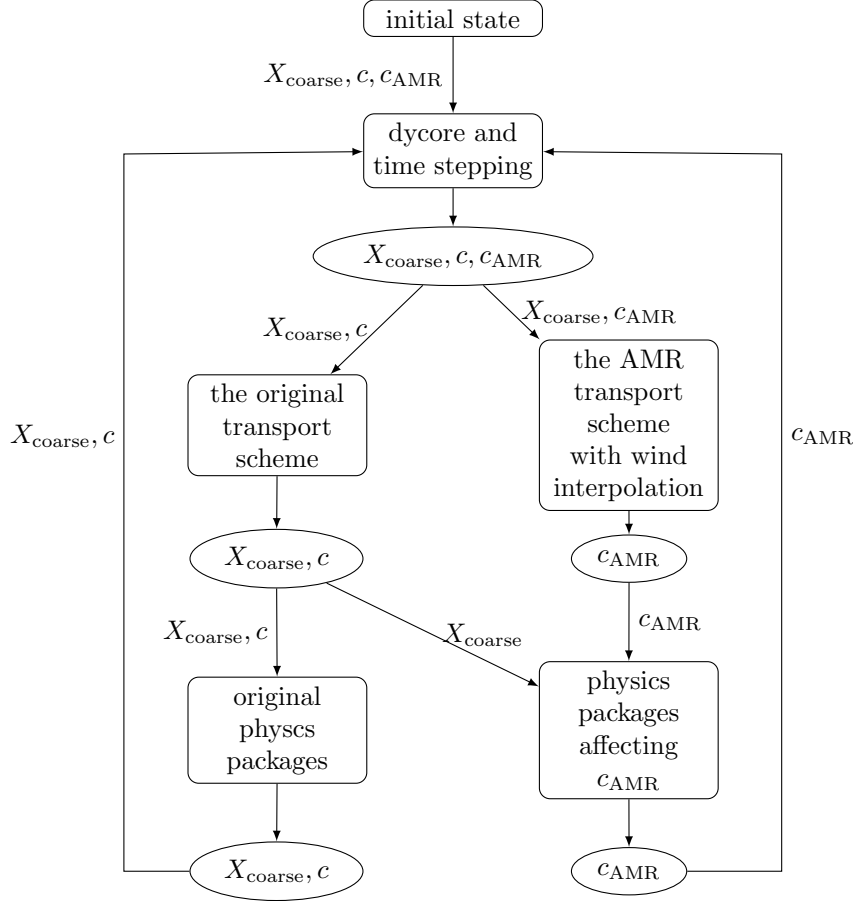 initial state
X_coarse, c, c_AMR
dycore and
time stepping
X_coarse, c, c_AMR
X_coarse, c
X_coarse, c_AMR
the original
transport
scheme
the AMR
transport
scheme
with wind
interpolation
X_coarse, c
c_AMR
X_coarse, c
c_AMR
X_coarse, c
X_coarse
c_AMR
original
physcs
packages
physics
packages
affecting
c_AMR
X_coarse, c
c_AMR